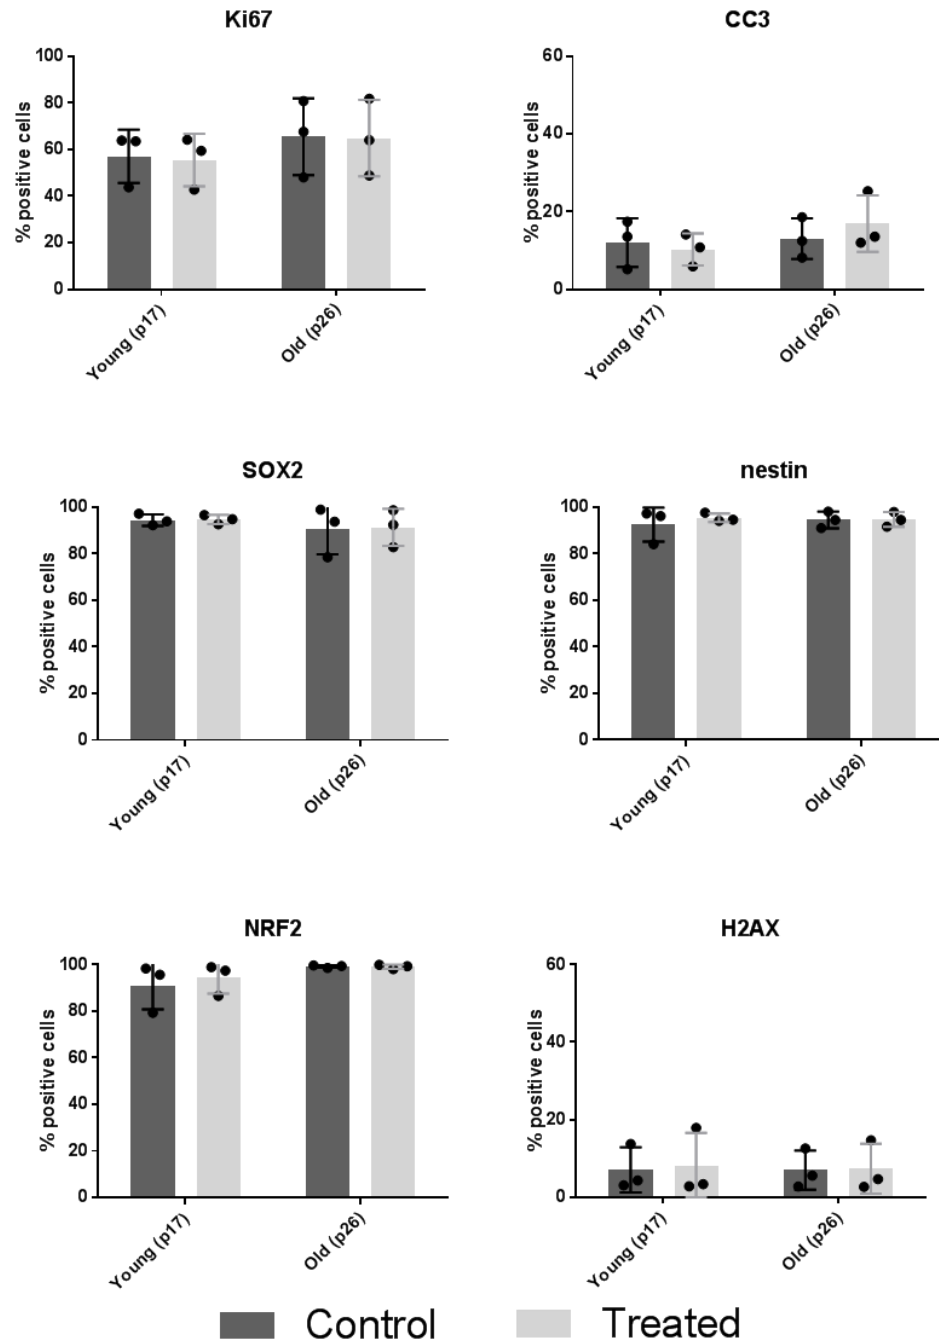 Ki67
% positive cells
100
80
60
40
20
0
Young (p17)
Old (p26)
CC3
% positive cells
60
40
20
0
Young (p17)
Old (p26)
SOX2
% positive cells
100
80
60
40
20
0
Young (p17)
Old (p26)
nestin
% positive cells
100
80
60
40
20
0
Young (p17)
Old (p26)
NRF2
% positive cells
100
80
60
40
20
0
Young (p17)
Old (p26)
H2AX
% positive cells
60
40
20
0
Young (p17)
Old (p26)
Control
Treated